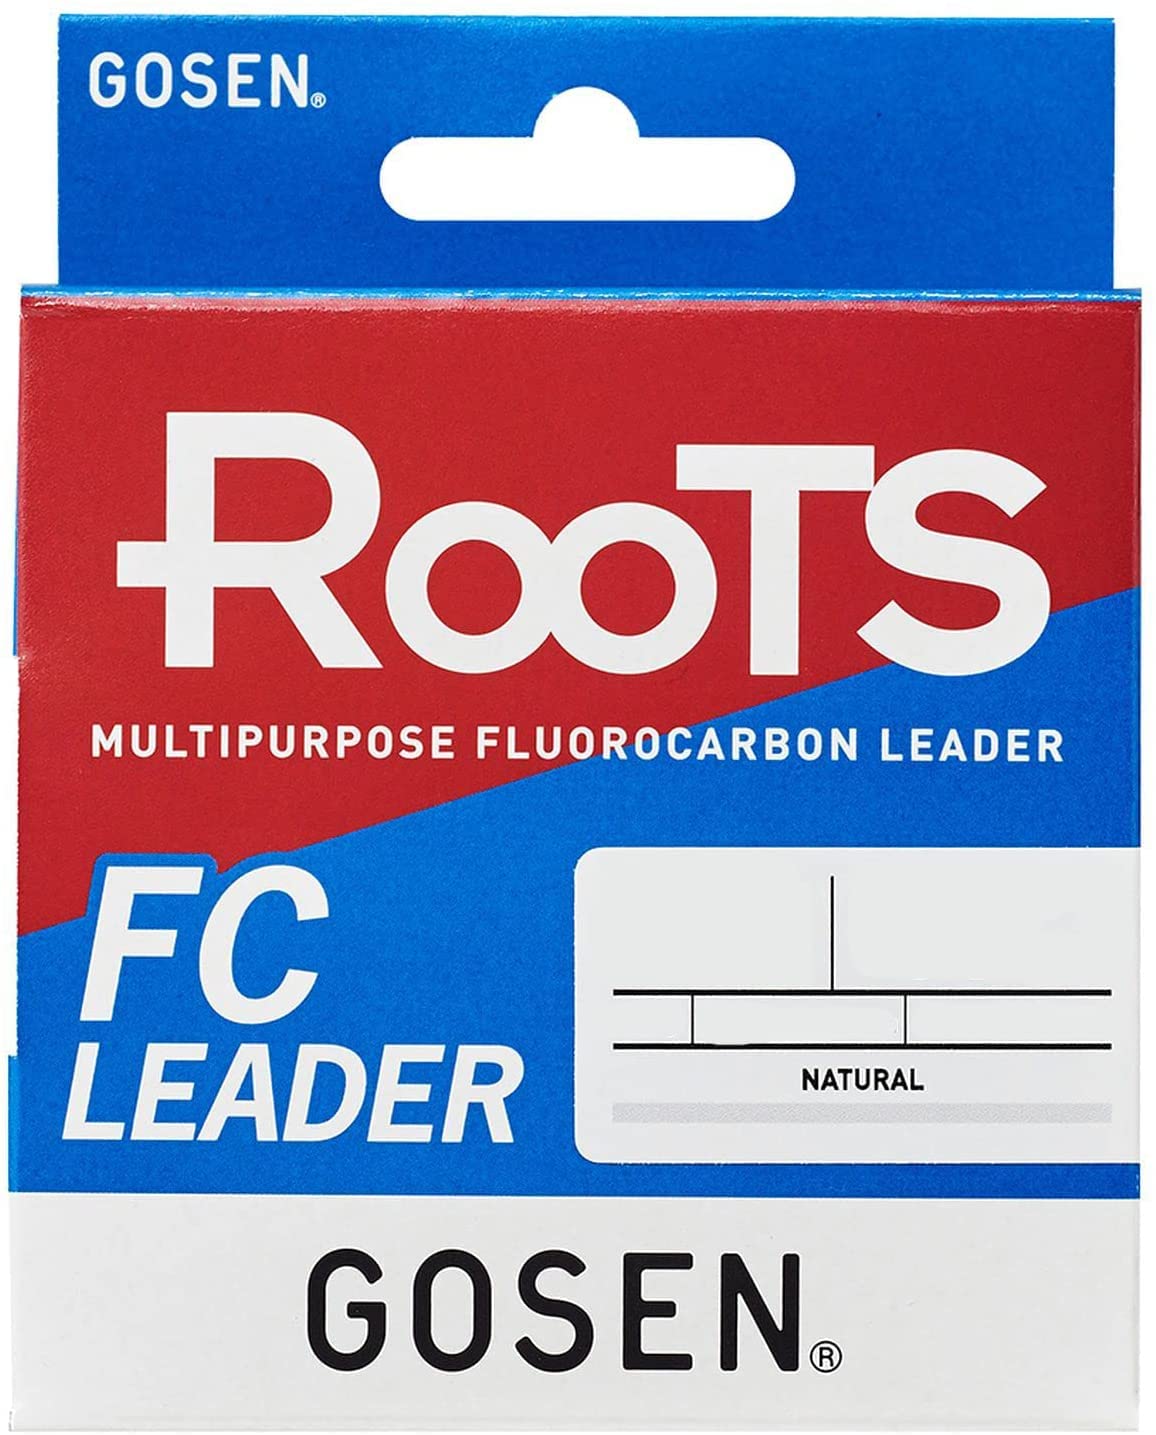 GOSEN®
ROOTS
MULTIPURPOSE FLUOROCARBON LEADER
FC
LEADER
NATURAL
GOSEN®